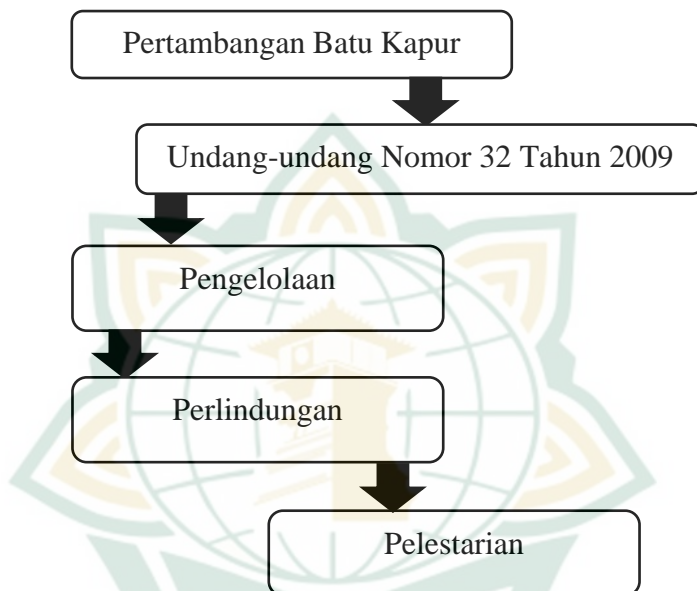 Pertambangan Batu Kapur
Undang-undang Nomor 32 Tahun 2009
Pengelolaan
Perlindungan
Pelestarian